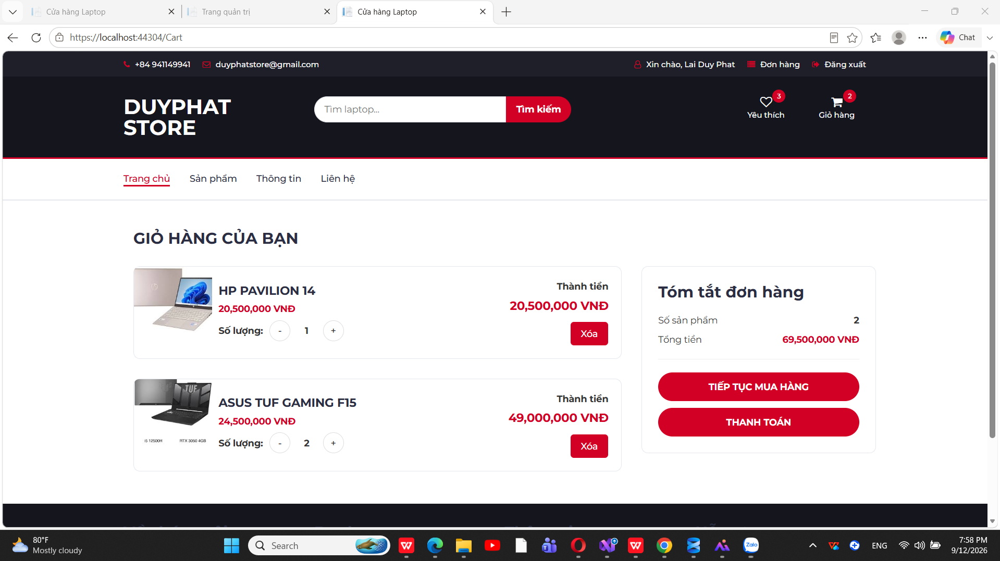 Cửa hàng Laptop
Trang quản trị
Cửa hàng Laptop
https://localhost:44304/Cart
Chat
+84 941149941
duyphatstore@gmail.com
Xin chào, Lai Duy Phat
Đơn hàng
Đăng xuất
DUYPHAT
STORE
Tìm laptop...
Tìm kiếm
3
Yêu thích
2
Giỏ hàng
Trang chủ
Sản phẩm
Thông tin
Liên hệ
GIỎ HÀNG CỦA BẠN
HP PAVILION 14
20,500,000 VNĐ
Số lượng: - 1 +
Thành tiền
20,500,000 VNĐ
Xóa
TUF
i5 12500H
RTX 3050 4GB
ASUS TUF GAMING F15
24,500,000 VNĐ
Số lượng: - 2 +
Thành tiền
49,000,000 VNĐ
Xóa
Tóm tắt đơn hàng
Số sản phẩm 2
Tổng tiền 69,500,000 VNĐ
TIẾP TỤC MUA HÀNG
THANH TOÁN
80°F
Mostly cloudy
Search
Zalo
ENG
7:58 PM
9/12/2026